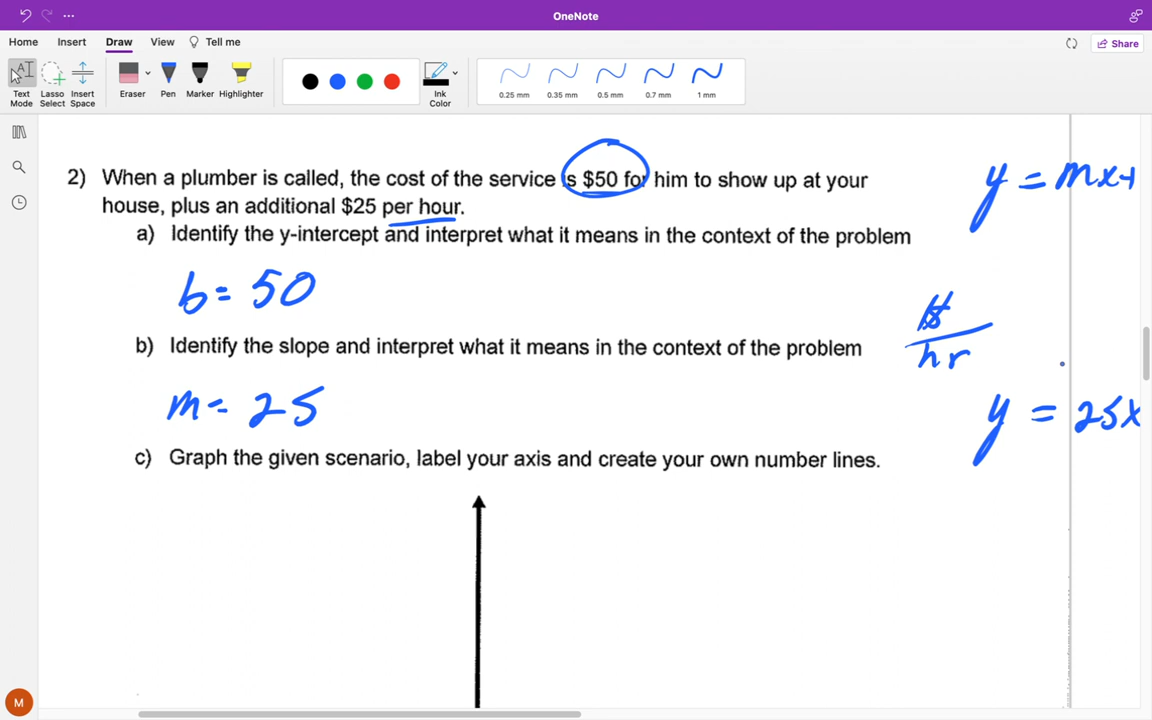 OneNote
Home Insert Draw View Tell me
Share
Text Mode
Lasso Select
Insert Space
Eraser
Pen
Marker
Highlighter
Ink Color
0.25 mm 0.35 mm 0.5 mm 0.7 mm 1 mm
2) When a plumber is called, the cost of the service is $50 for him to show up at your
house, plus an additional $25 per hour.
y = mx+
a) Identify the y-intercept and interpret what it means in the context of the problem
b = 50
$
hr
b) Identify the slope and interpret what it means in the context of the problem
m = 25
y = 25x
c) Graph the given scenario, label your axis and create your own number lines.
M